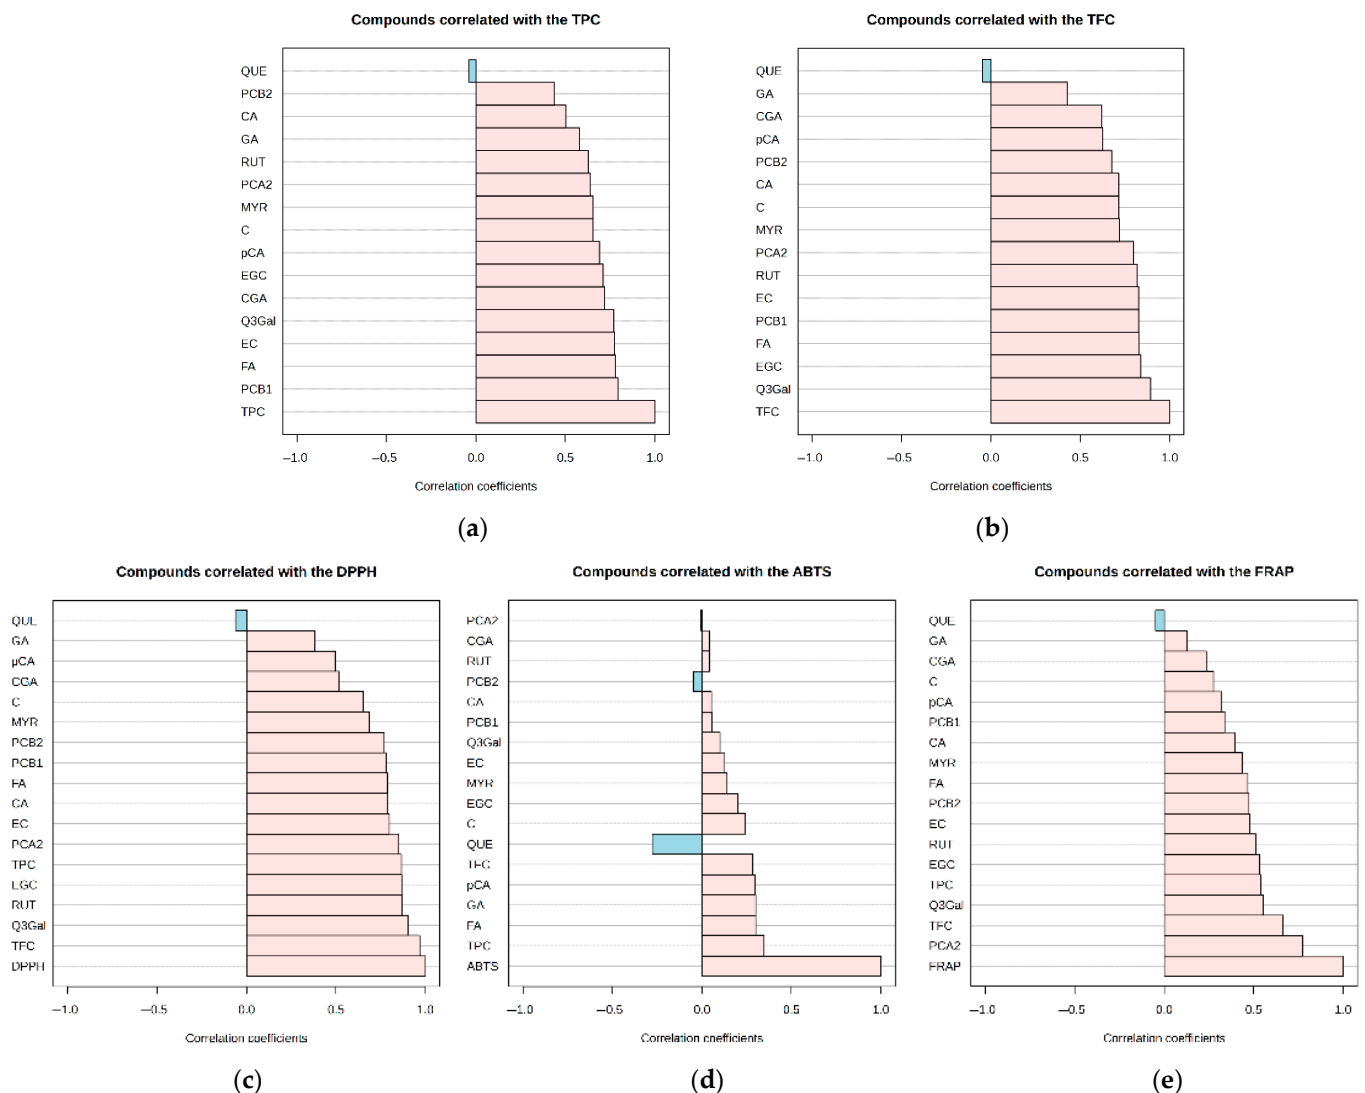 Compounds correlated with the TPC
QUE
PCB2
CA
GA
RUT
PCA2
MYR
C
pCA
EGC
CGA
Q3Gal
EC
FA
PCB1
TPC
−1.0 −0.5 0.0 0.5 1.0
Correlation coefficients
(a)
Compounds correlated with the TFC
QUE
GA
CGA
pCA
PCB2
CA
C
MYR
PCA2
RUT
EC
PCB1
FA
EGC
Q3Gal
TFC
−1.0 −0.5 0.0 0.5 1.0
Correlation coefficients
(b)
Compounds correlated with the DPPH
QUE
GA
pCA
CGA
C
MYR
PCB2
PCB1
FA
CA
EC
PCA2
TPC
EGC
RUT
Q3Gal
TFC
DPPH
−1.0 −0.5 0.0 0.5 1.0
Correlation coefficients
(c)
Compounds correlated with the ABTS
PCA2
CGA
RUT
PCB2
CA
PCB1
Q3Gal
EC
MYR
EGC
C
QUE
TFC
pCA
GA
FA
TPC
ABTS
−1.0 −0.5 0.0 0.5 1.0
Correlation coefficients
(d)
Compounds correlated with the FRAP
QUE
GA
CGA
C
pCA
PCB1
CA
MYR
FA
PCB2
EC
RUT
EGC
TPC
Q3Gal
TFC
PCA2
FRAP
−1.0 −0.5 0.0 0.5 1.0
Correlation coefficients
(e)